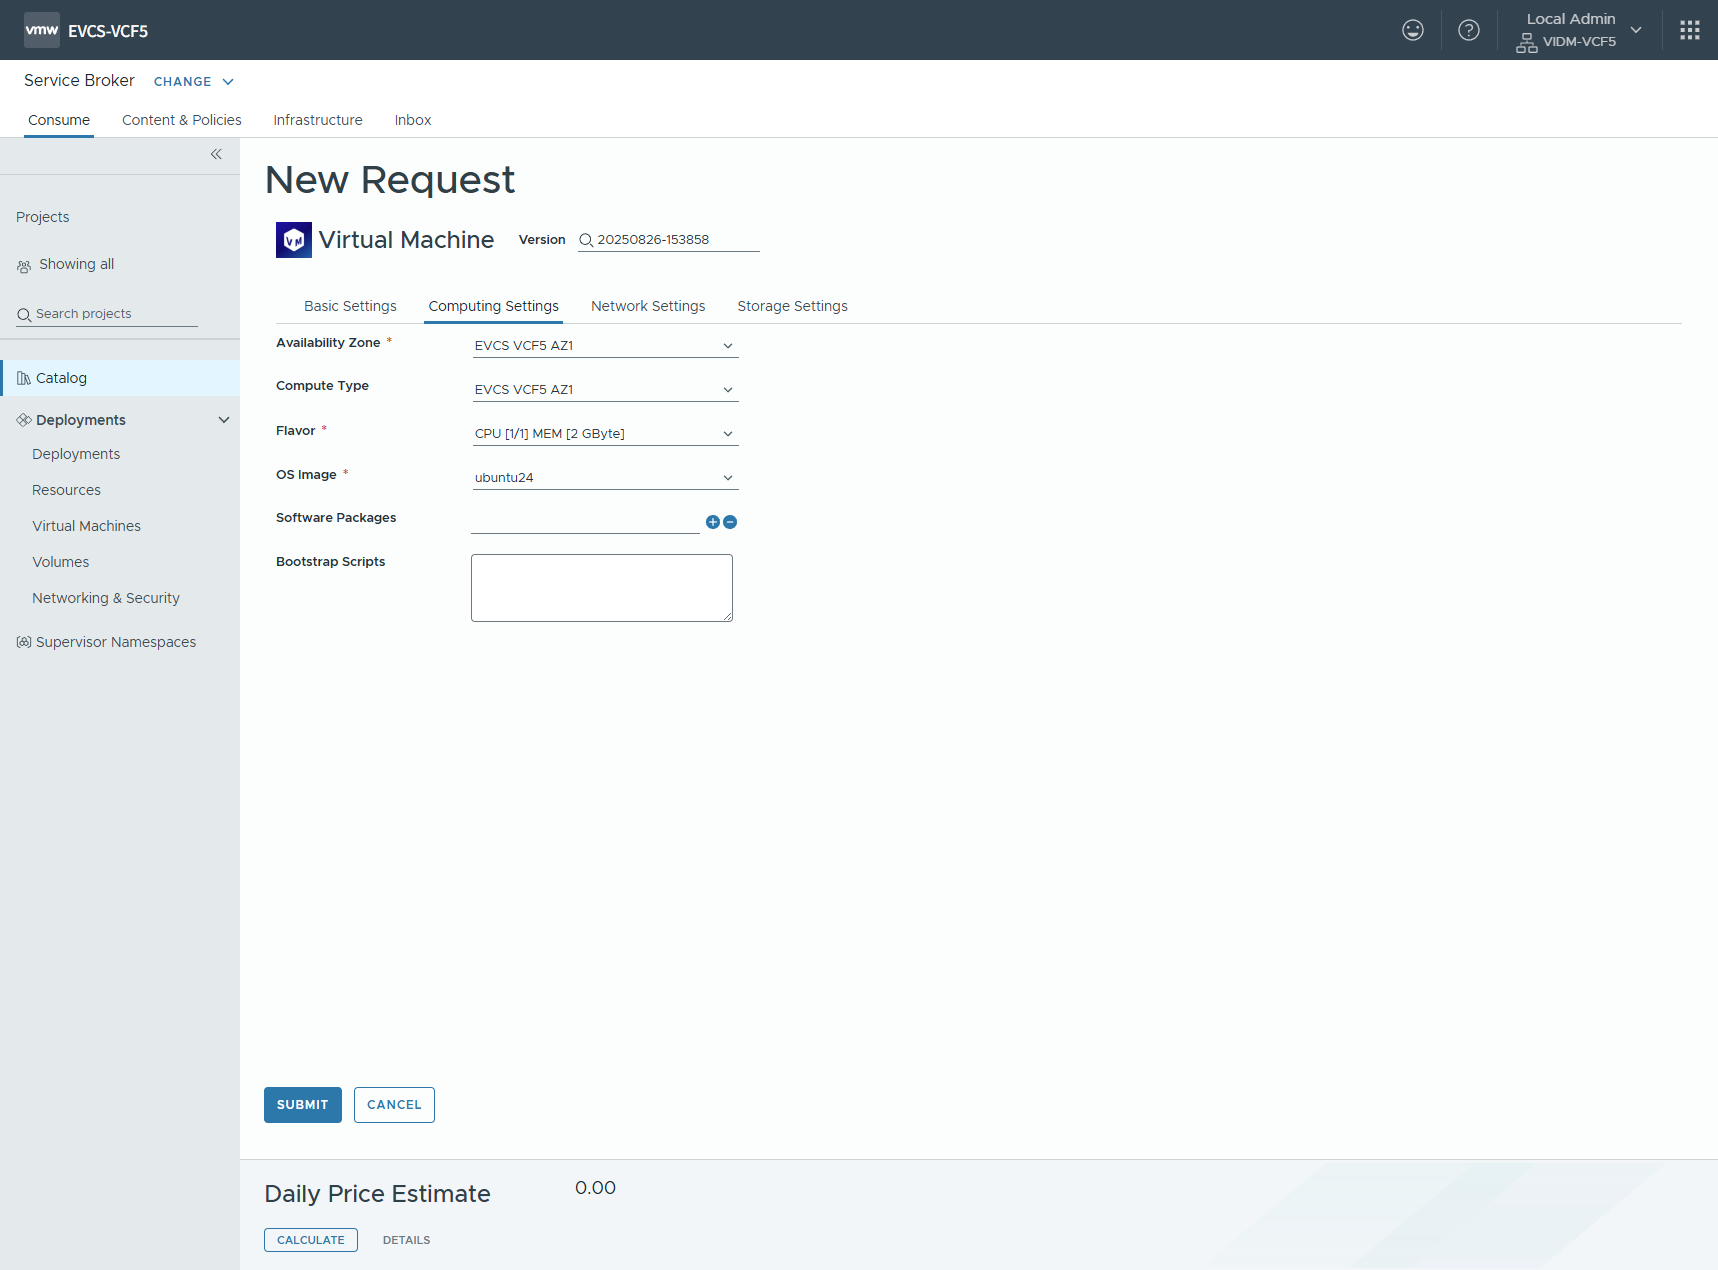 vmw EVCS-VCF5
Local Admin
VIDM-VCF5
Service Broker CHANGE
Consume Content & Policies Infrastructure Inbox
Projects
Showing all
Search projects
Catalog
Deployments
Deployments
Resources
Virtual Machines
Volumes
Networking & Security
Supervisor Namespaces
New Request
VM Virtual Machine Version 20250826-153858
Basic Settings Computing Settings Network Settings Storage Settings
Availability Zone * EVCS VCF5 AZ1
Compute Type EVCS VCF5 AZ1
Flavor * CPU [1/1] MEM [2 GByte]
OS Image * ubuntu24
Software Packages
Bootstrap Scripts
SUBMIT CANCEL
Daily Price Estimate 0.00
CALCULATE DETAILS